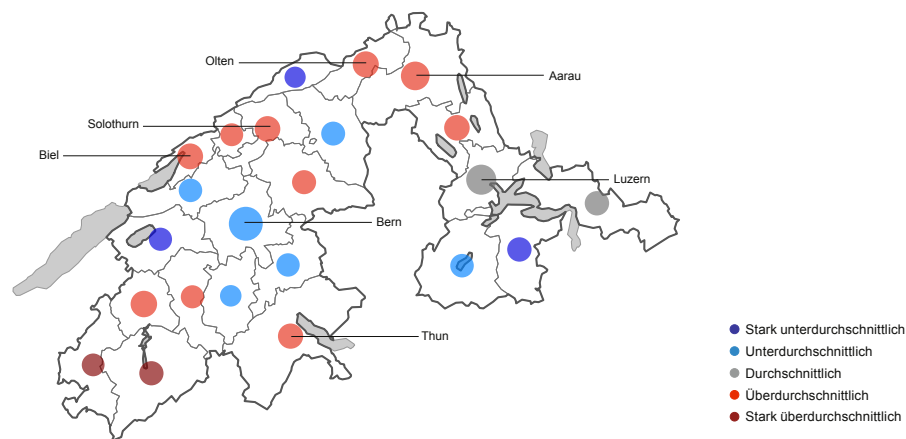 Olten
Aarau
Solothurn
Biel
Luzern
Bern
Thun
Stark unterdurchschnittlich
Unterdurchschnittlich
Durchschnittlich
Überdurchschnittlich
Stark überdurchschnittlich